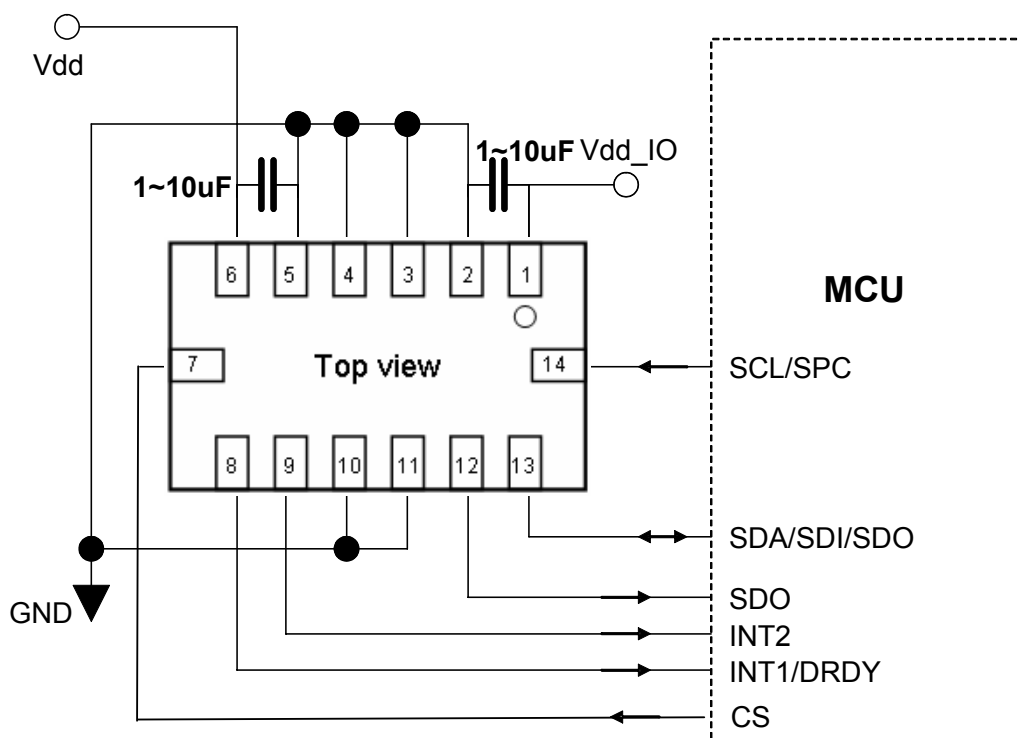 Vdd
1~10uF Vdd_IO
1~10uF
6 5 4 3 2 1
MCU
7 Top view 14
SCL/SPC
8 9 10 11 12 13
SDA/SDI/SDO
SDO
GND
INT2
INT1/DRDY
CS